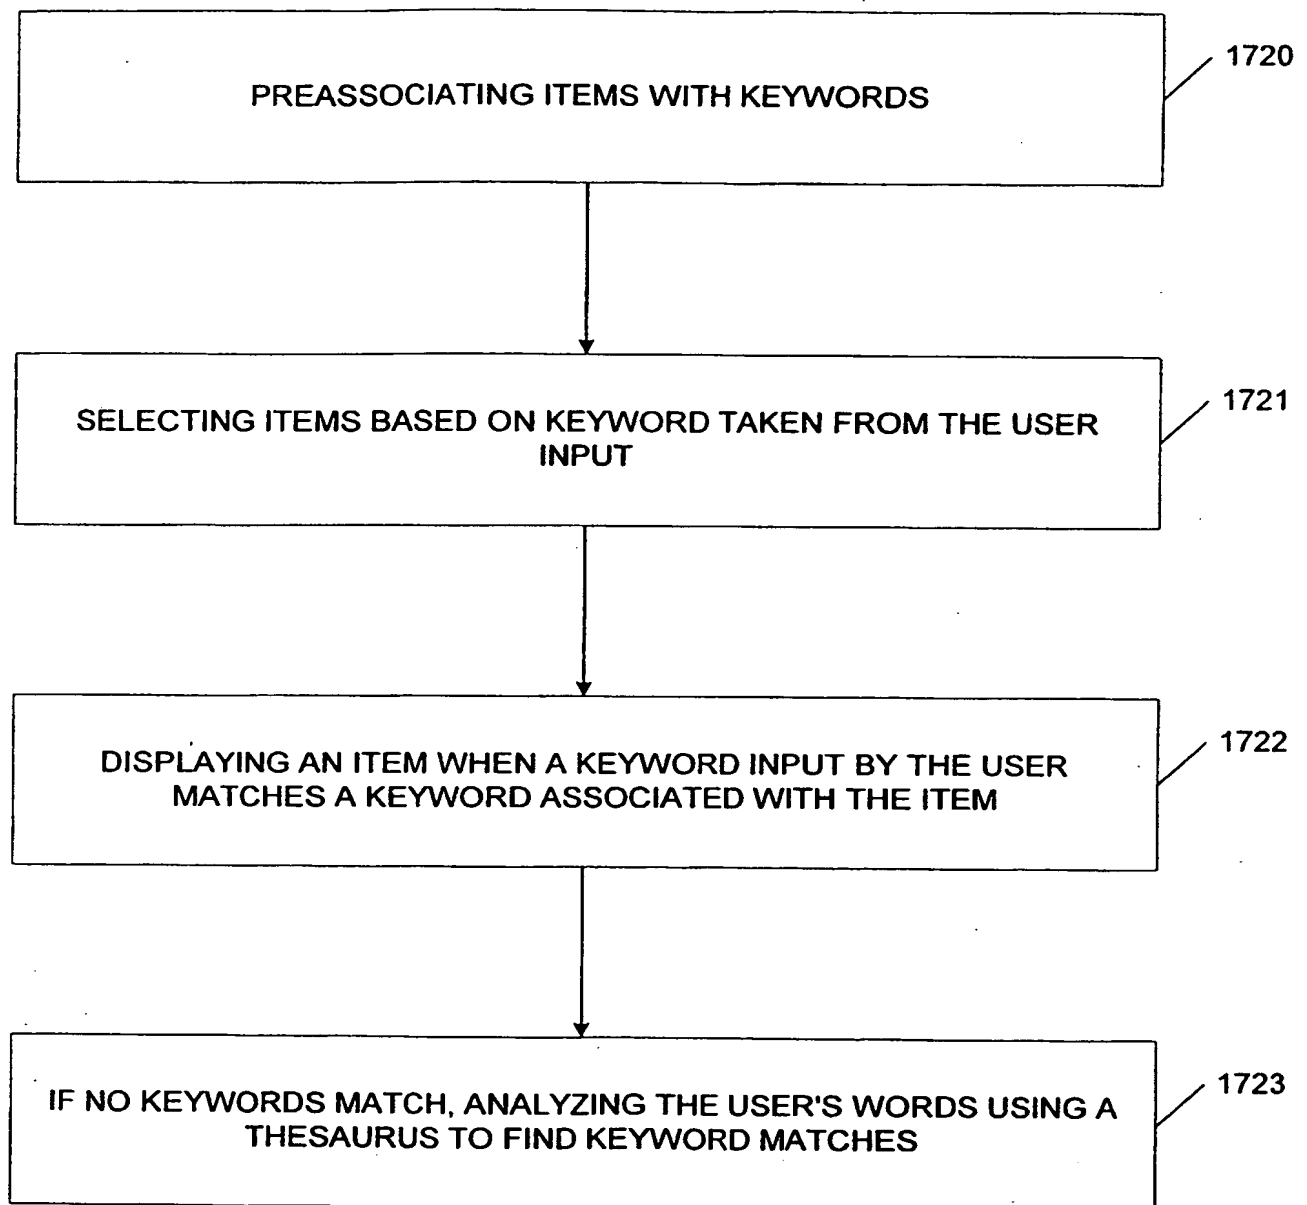 1720
PREASSOCIATING ITEMS WITH KEYWORDS
1721
SELECTING ITEMS BASED ON KEYWORD TAKEN FROM THE USER
INPUT
1722
DISPLAYING AN ITEM WHEN A KEYWORD INPUT BY THE USER
MATCHES A KEYWORD ASSOCIATED WITH THE ITEM
1723
IF NO KEYWORDS MATCH, ANALYZING THE USER'S WORDS USING A
THESAURUS TO FIND KEYWORD MATCHES